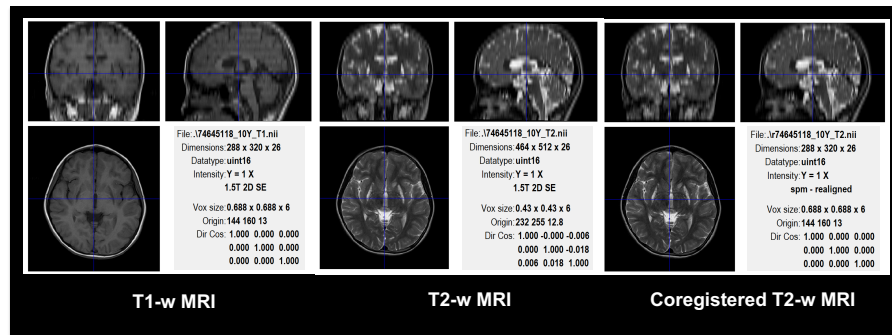 File:.\74645118_10Y_T1.nii
Dimensions:288 x 320 x 26
Datatype:uint16
Intensity:Y = 1 X
1.5T 2D SE
Vox size:0.688 x 0.688 x 6
Origin:144 160 13
Dir Cos: 1.000 0.000 0.000
0.000 1.000 0.000
0.000 0.000 1.000
File:.\74645118_10Y_T2.nii
Dimensions:464 x 512 x 26
Datatype:uint16
Intensity:Y = 1 X
1.5T 2D SE
Vox size:0.43 x 0.43 x 6
Origin:232 255 12.8
Dir Cos: 1.000 -0.000 -0.006
0.000 1.000 -0.018
0.006 0.018 1.000
File:.\r74645118_10Y_T2.nii
Dimensions:288 x 320 x 26
Datatype:uint16
Intensity:Y = 1 X
spm - realigned
Vox size:0.688 x 0.688 x 6
Origin:144 160 13
Dir Cos: 1.000 0.000 0.000
0.000 1.000 0.000
0.000 0.000 1.000
T1-w MRI
T2-w MRI
Coregistered T2-w MRI